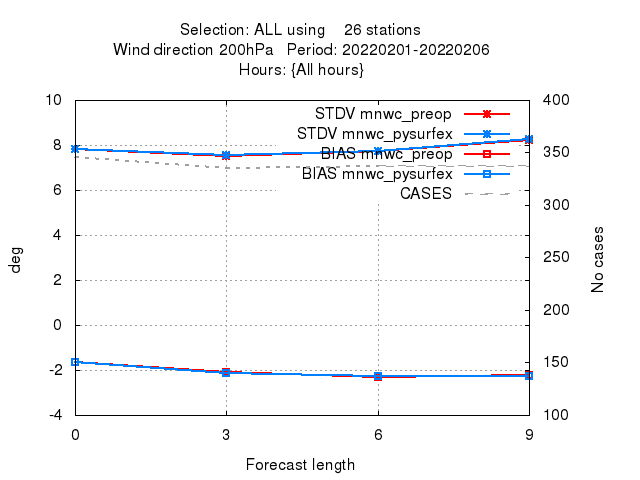 Selection: ALL using    26 stations
Wind direction 200hPa   Period: 20220201-20220206
Hours: {All hours}
10
8
6
4
2
0
-2
-4
deg
STDV mnwc_preop
STDV mnwc_pysurfex
BIAS mnwc_preop
BIAS mnwc_pysurfex
CASES
400
350
300
250
200
150
100
No cases
0
3
6
9
Forecast length